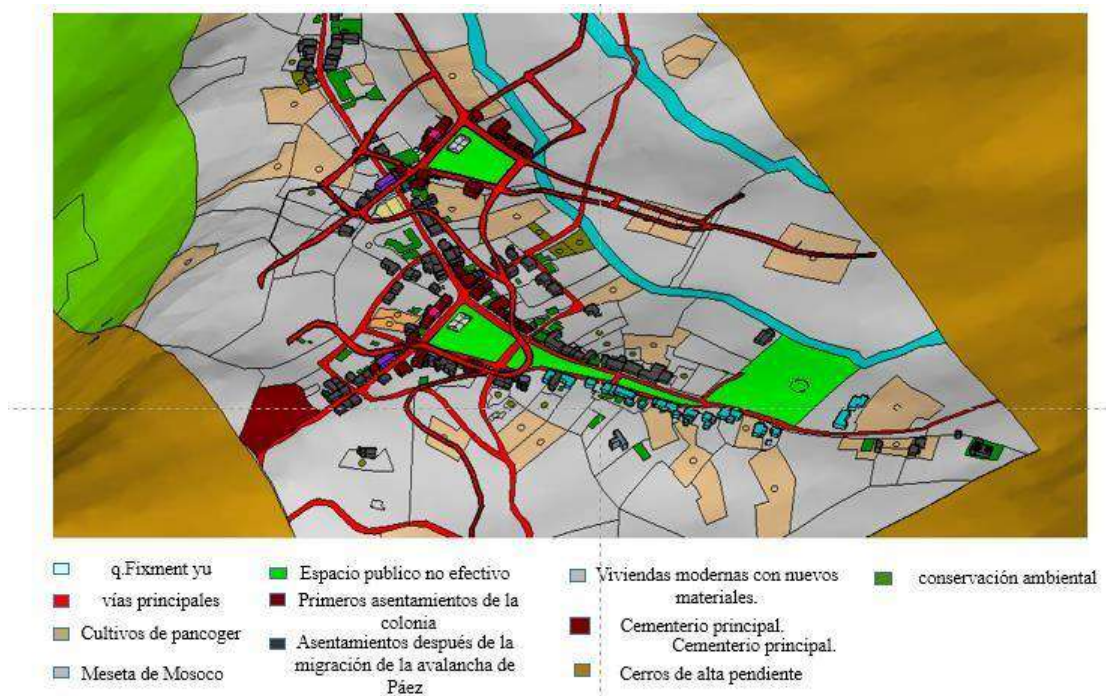 q.Fixment yu
vías principales
Cultivos de pancoger
Meseta de Mosoco
Espacio publico no efectivo
Primeros asentamientos de la
colonia
Asentamientos después de la
migración de la avalancha de
Páez
Viviendas modernas con nuevos
materiales.
Cementerio principal.
Cementerio principal.
Cerros de alta pendiente
conservación ambiental